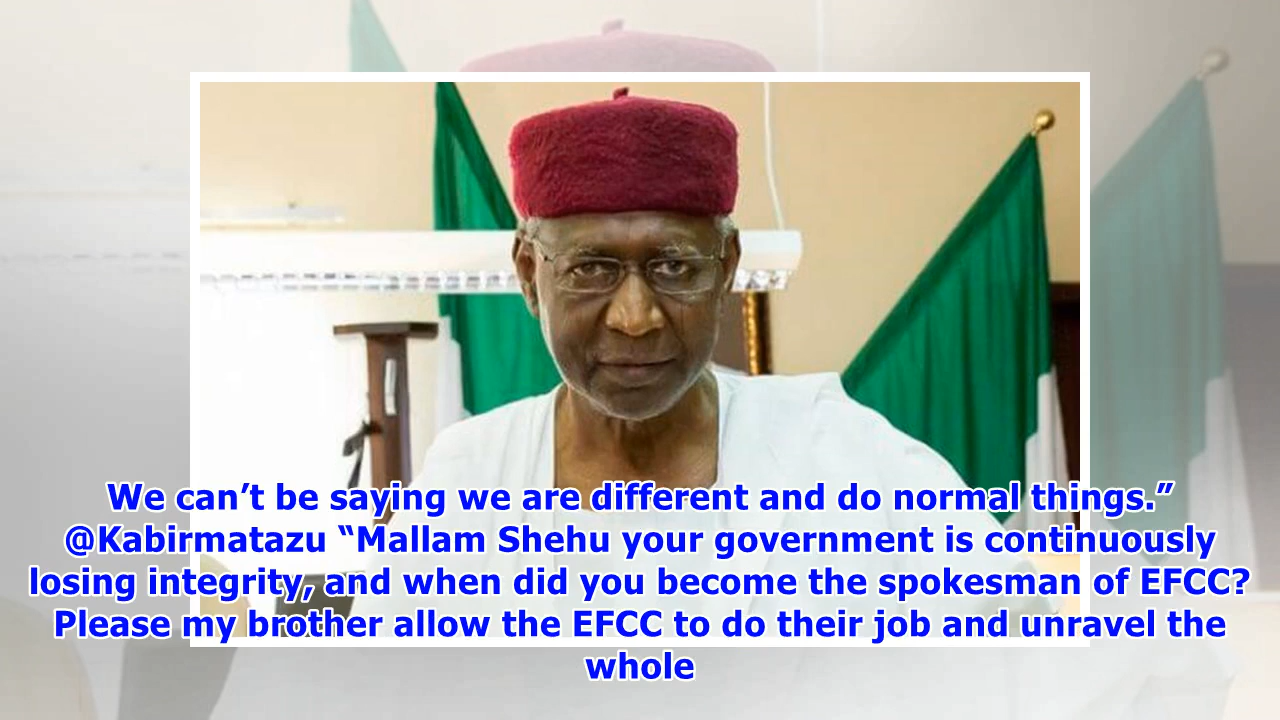 We can’t be saying we are different and do normal things.”
@Kabirmatazu “Mallam Shehu your government is continuously
losing integrity, and when did you become the spokesman of EFCC?
Please my brother allow the EFCC to do their job and unravel the
whole